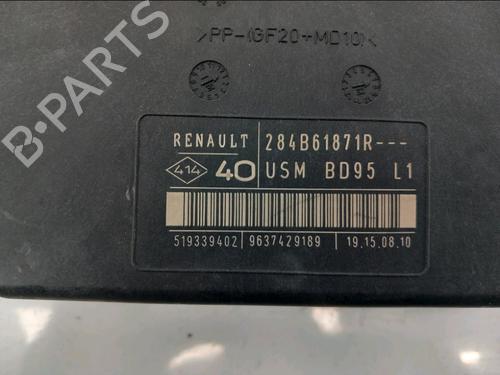 >PP-(GF20+MD10)<
RENAULT 284B61871R---
414 40 USM BD95 L1
519339402 9637429189 19.15.08.10
B-PARTS